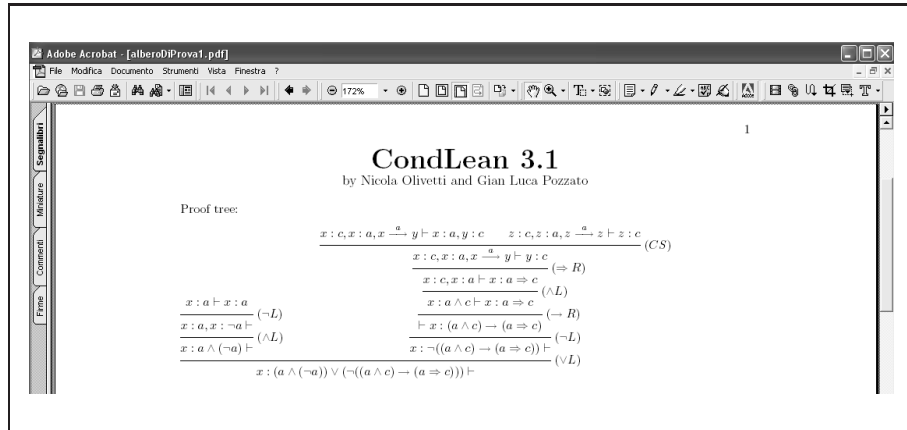 Adobe Acrobat - [alberoDiProva1.pdf]
File Modifica Documento Strumenti Vista Finestra ?
172%
Segnalibri
Miniature
Commenti
Firme
1
CondLean 3.1
by Nicola Olivetti and Gian Luca Pozzato
Proof tree:
x : c, x : a, x —a→ y ⊢ x : a, y : c z : c, z : a, z —a→ z ⊢ z : c (CS)
x : c, x : a, x —a→ y ⊢ y : c (⇒ R)
x : c, x : a ⊢ x : a ⇒ c (∧L)
x : a ⊢ x : a (¬L) x : a ∧ c ⊢ x : a ⇒ c (→ R)
x : a, x : ¬a ⊢ (∧L) ⊢ x : (a ∧ c) → (a ⇒ c) (¬L)
x : a ∧ (¬a) ⊢ x : ¬((a ∧ c) → (a ⇒ c)) ⊢ (∨L)
x : (a ∧ (¬a)) ∨ (¬((a ∧ c) → (a ⇒ c))) ⊢